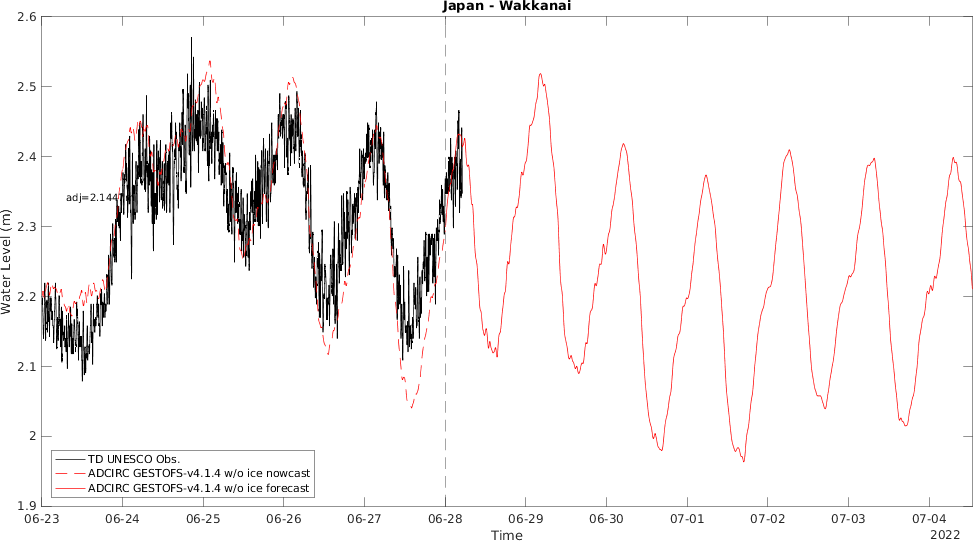 Japan - Wakkanai
2.6
2.5
2.4
2.3
2.2
2.1
2
1.9
Water Level (m)
adj=2.144
TD UNESCO Obs.
ADCIRC GESTOFS-v4.1.4 w/o ice nowcast
ADCIRC GESTOFS-v4.1.4 w/o ice forecast
06-23 06-24 06-25 06-26 06-27 06-28 06-29 06-30 07-01 07-02 07-03 07-04
Time
2022